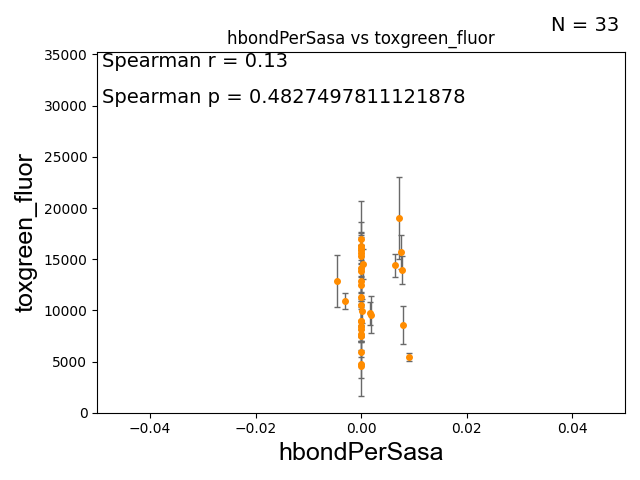 N = 33
hbondPerSasa vs toxgreen_fluor
Spearman r = 0.13
Spearman p = 0.4827497811121878
35000
30000
25000
20000
15000
10000
5000
0
toxgreen_fluor
−0.04
−0.02
0.00
0.02
0.04
hbondPerSasa